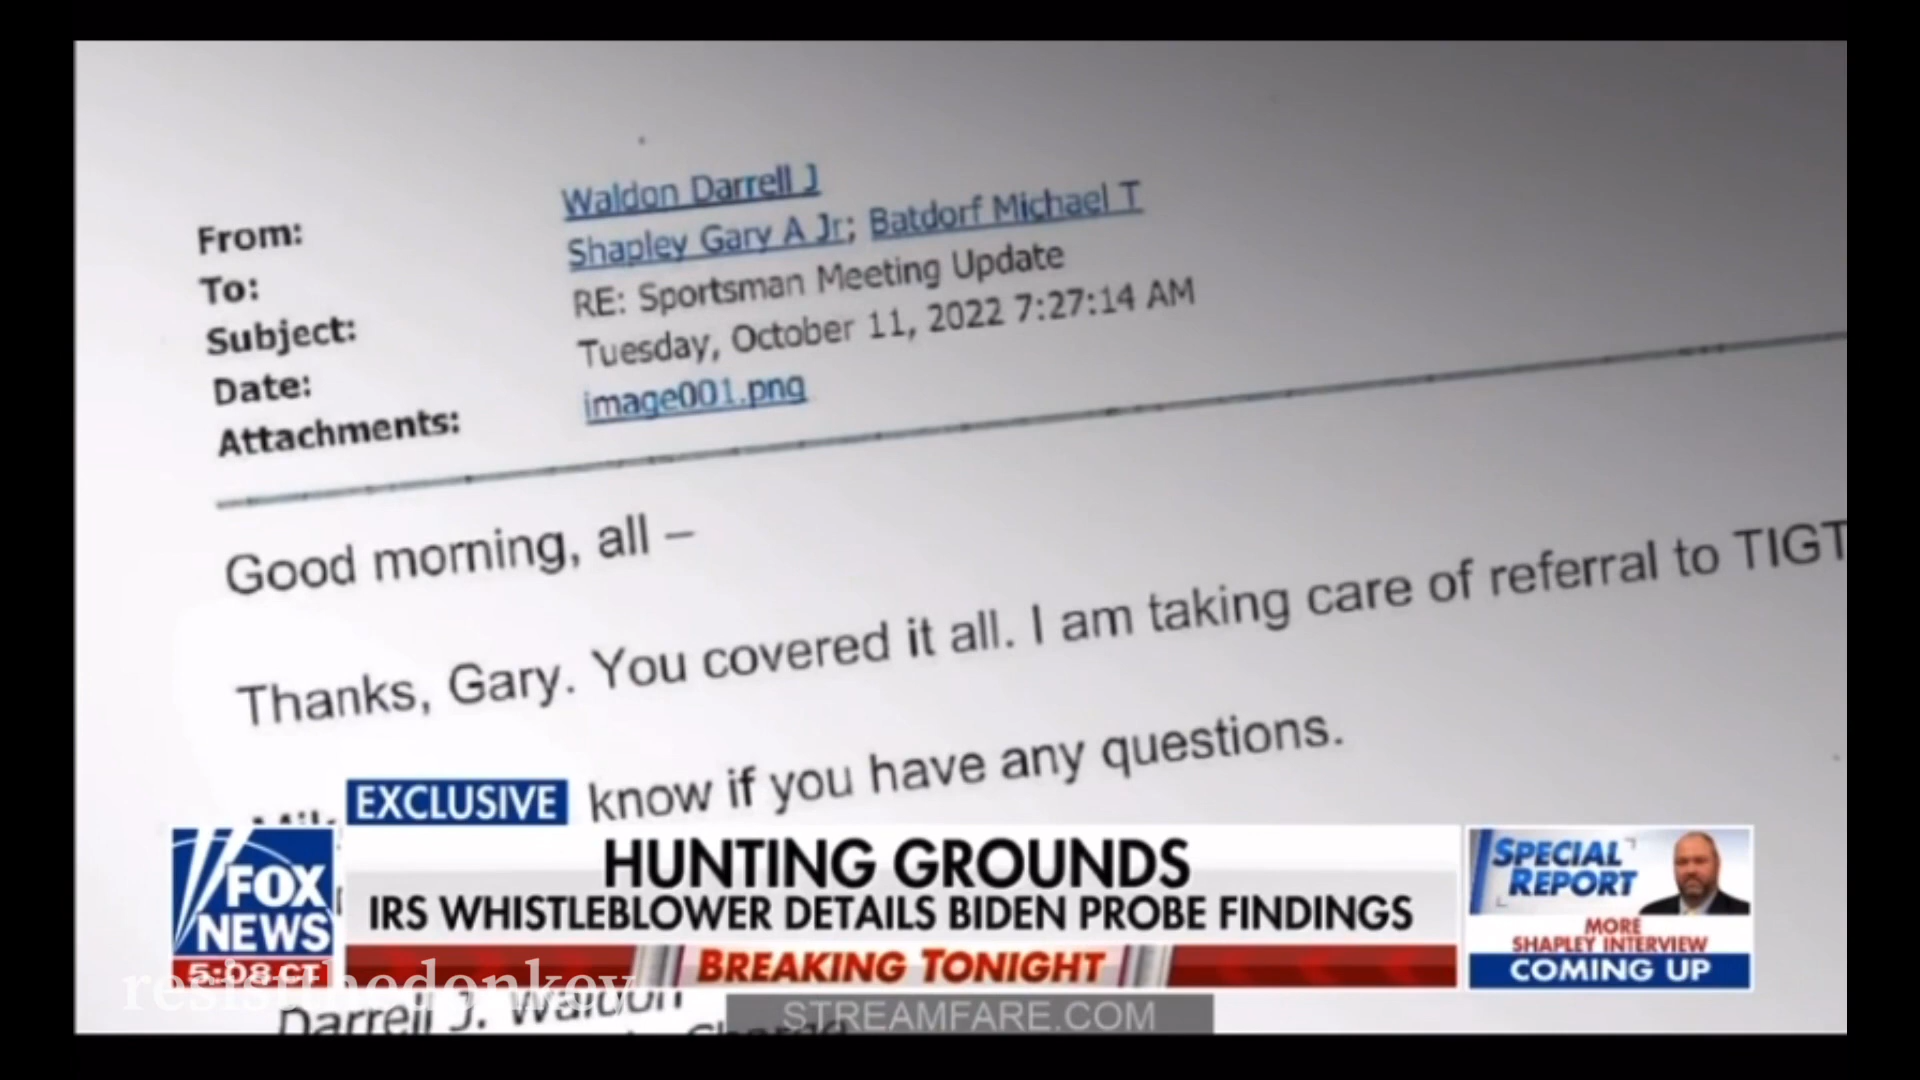 From: Waldon Darrell J
To: Shapley Gary A Jr; Batdorf Michael T
Subject: RE: Sportsman Meeting Update
Date: Tuesday, October 11, 2022 7:27:14 AM
Attachments: image001.png
Good morning, all –
Thanks, Gary. You covered it all. I am taking care of referral to TIGT
know if you have any questions.
EXCLUSIVE
HUNTING GROUNDS
IRS WHISTLEBLOWER DETAILS BIDEN PROBE FINDINGS
BREAKING TONIGHT
FOX
NEWS
5:08 CT
SPECIAL
REPORT
MORE
SHAPLEY INTERVIEW
COMING UP
resistthedonkey
Darrell J. Waldon
STREAMFARE.COM